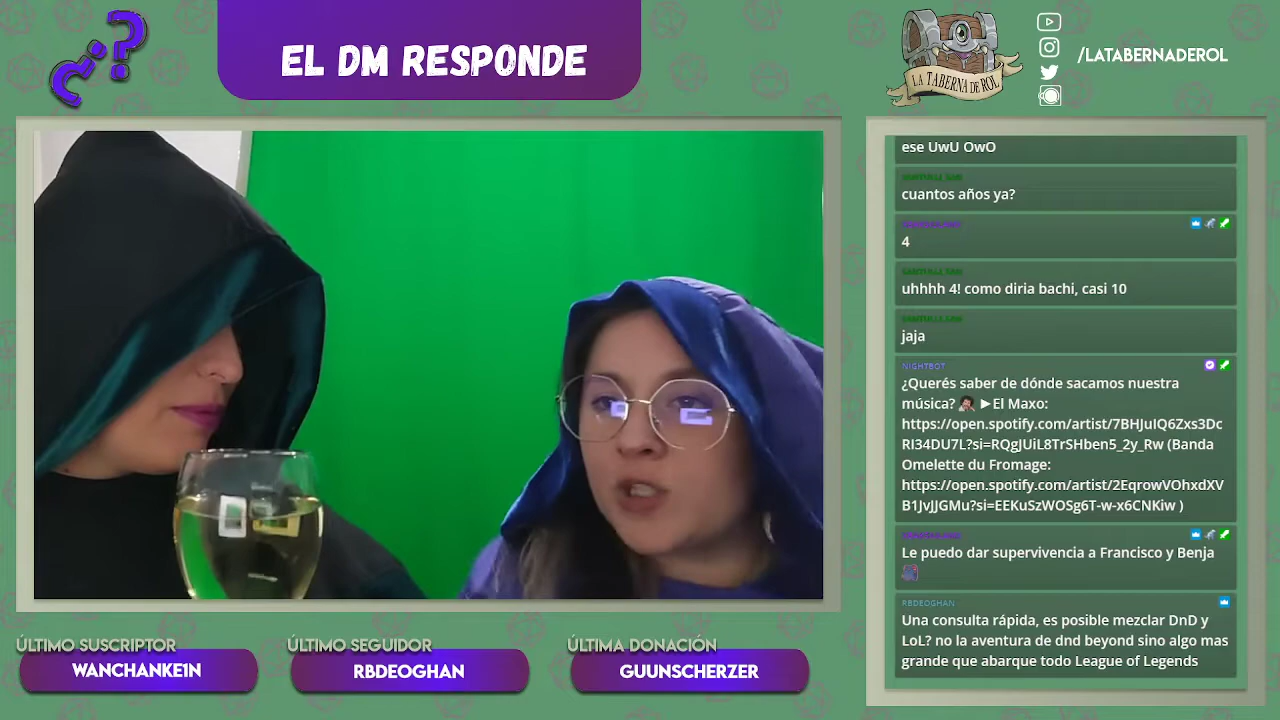 EL DM RESPONDE
LA TABERNA DE ROL
/LATABERNADEROL
ese UwU OwO
cuantos años ya?
4
uhhhh 4! como diria bachi, casi 10
jaja
NIGHTBOT
¿Querés saber de dónde sacamos nuestra
música? ►El Maxo:
https://open.spotify.com/artist/7BHJuIQ6Zxs3Dc
RI34DU7L?si=RQgJUiL8TrSHben5_2y_Rw (Banda
Omelette du Fromage:
https://open.spotify.com/artist/2EqrowVOhxdXV
B1JvJJGMu?si=EEKuSzWOSg6T-w-x6CNKiw )
Le puedo dar supervivencia a Francisco y Benja
RBDEOGHAN
Una consulta rápida, es posible mezclar DnD y
LoL? no la aventura de dnd beyond sino algo mas
grande que abarque todo League of Legends
ÚLTIMO SUSCRIPTOR
WANCHANKE1N
ÚLTIMO SEGUIDOR
RBDEOGHAN
ÚLTIMA DONACIÓN
GUUNSCHERZER